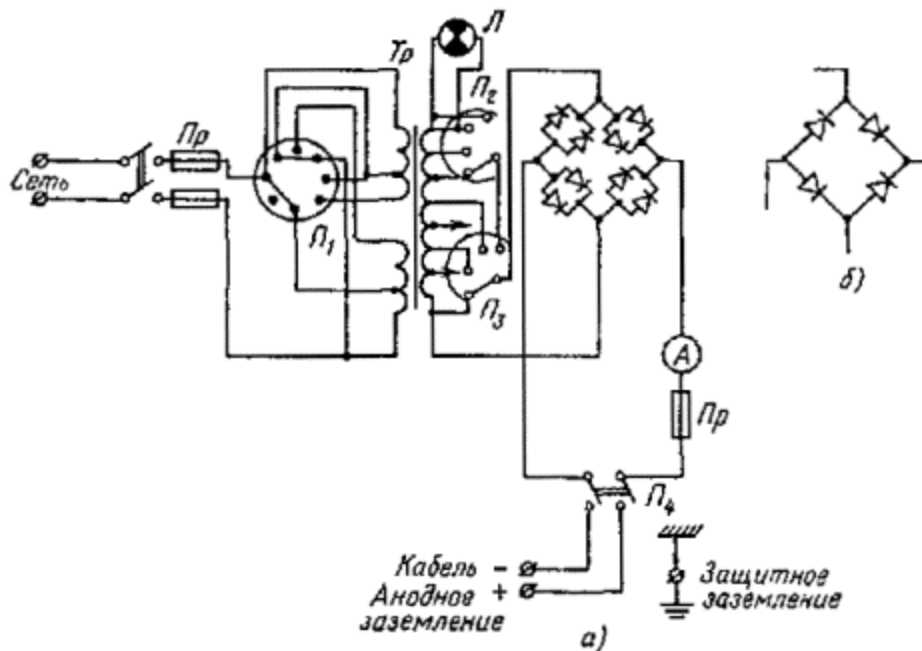 Л
Тр
П₂
Пр
Сеть
П₁
П₃
б)
А
Пр
П₄
Кабель -
Анодное +
заземление
Защитное
заземление
а)